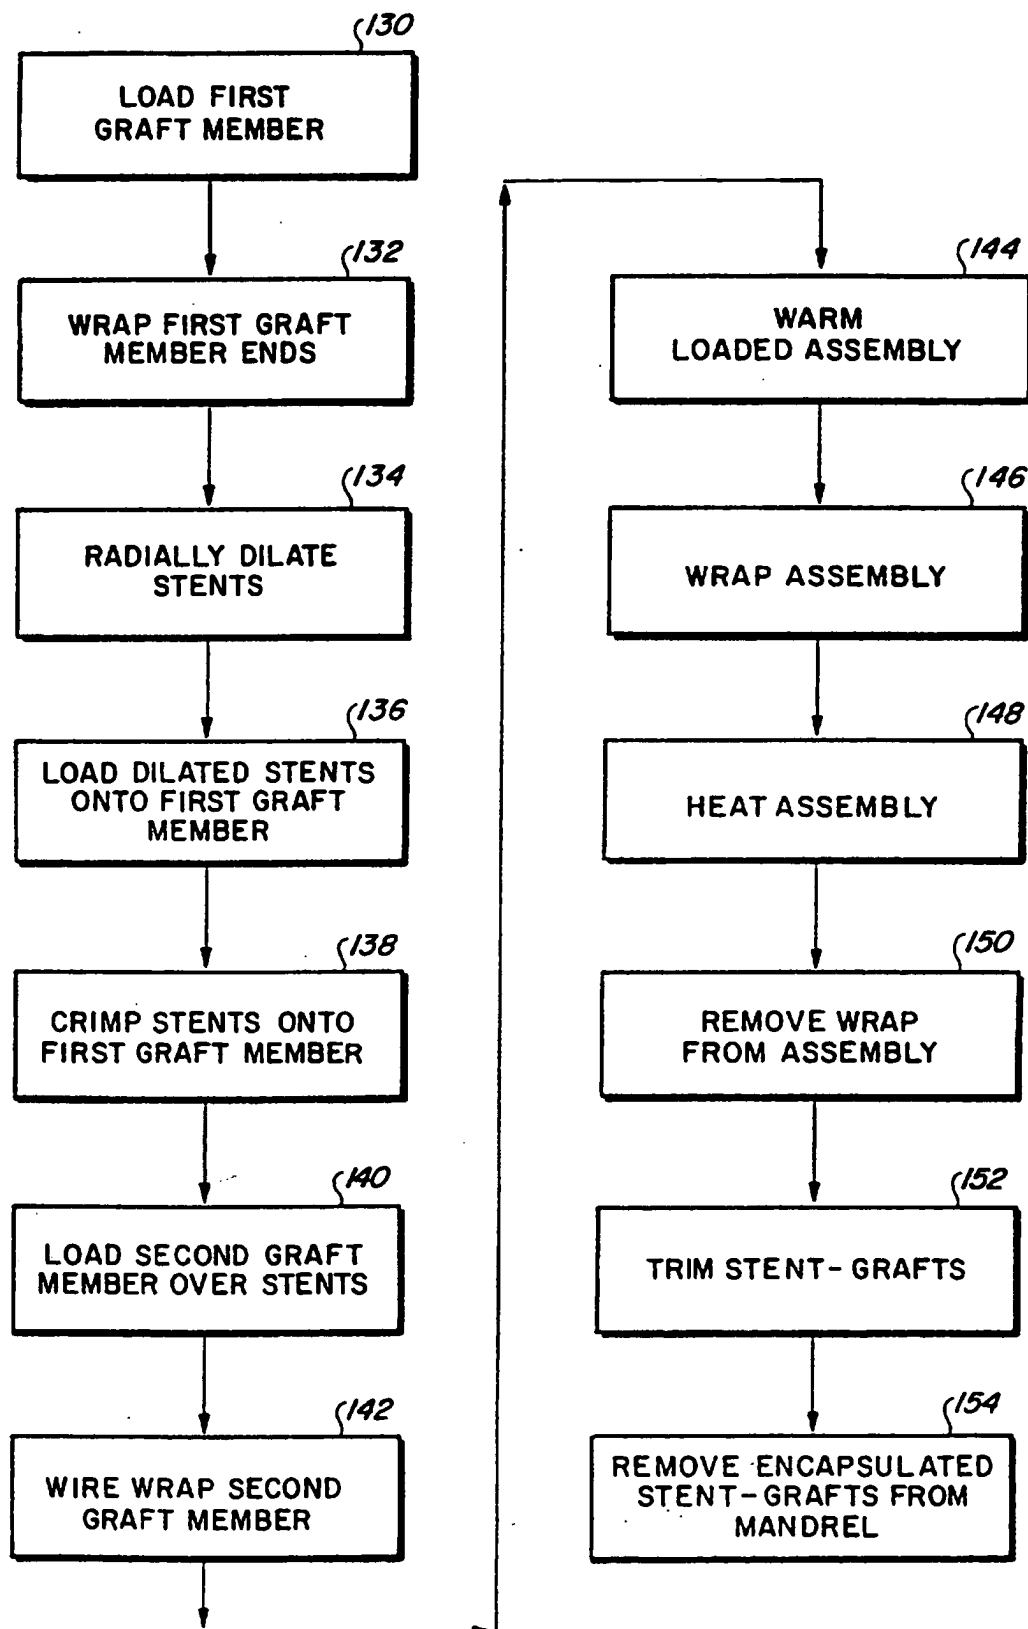 130
LOAD FIRST
GRAFT MEMBER
132
WRAP FIRST GRAFT
MEMBER ENDS
134
RADIALLY DILATE
STENTS
136
LOAD DILATED STENTS
ONTO FIRST GRAFT
MEMBER
138
CRIMP STENTS ONTO
FIRST GRAFT MEMBER
140
LOAD SECOND GRAFT
MEMBER OVER STENTS
142
WIRE WRAP SECOND
GRAFT MEMBER
144
WARM
LOADED ASSEMBLY
146
WRAP ASSEMBLY
148
HEAT ASSEMBLY
150
REMOVE WRAP
FROM ASSEMBLY
152
TRIM STENT-GRAFTS
154
REMOVE ENCAPSULATED
STENT-GRAFTS FROM
MANDREL